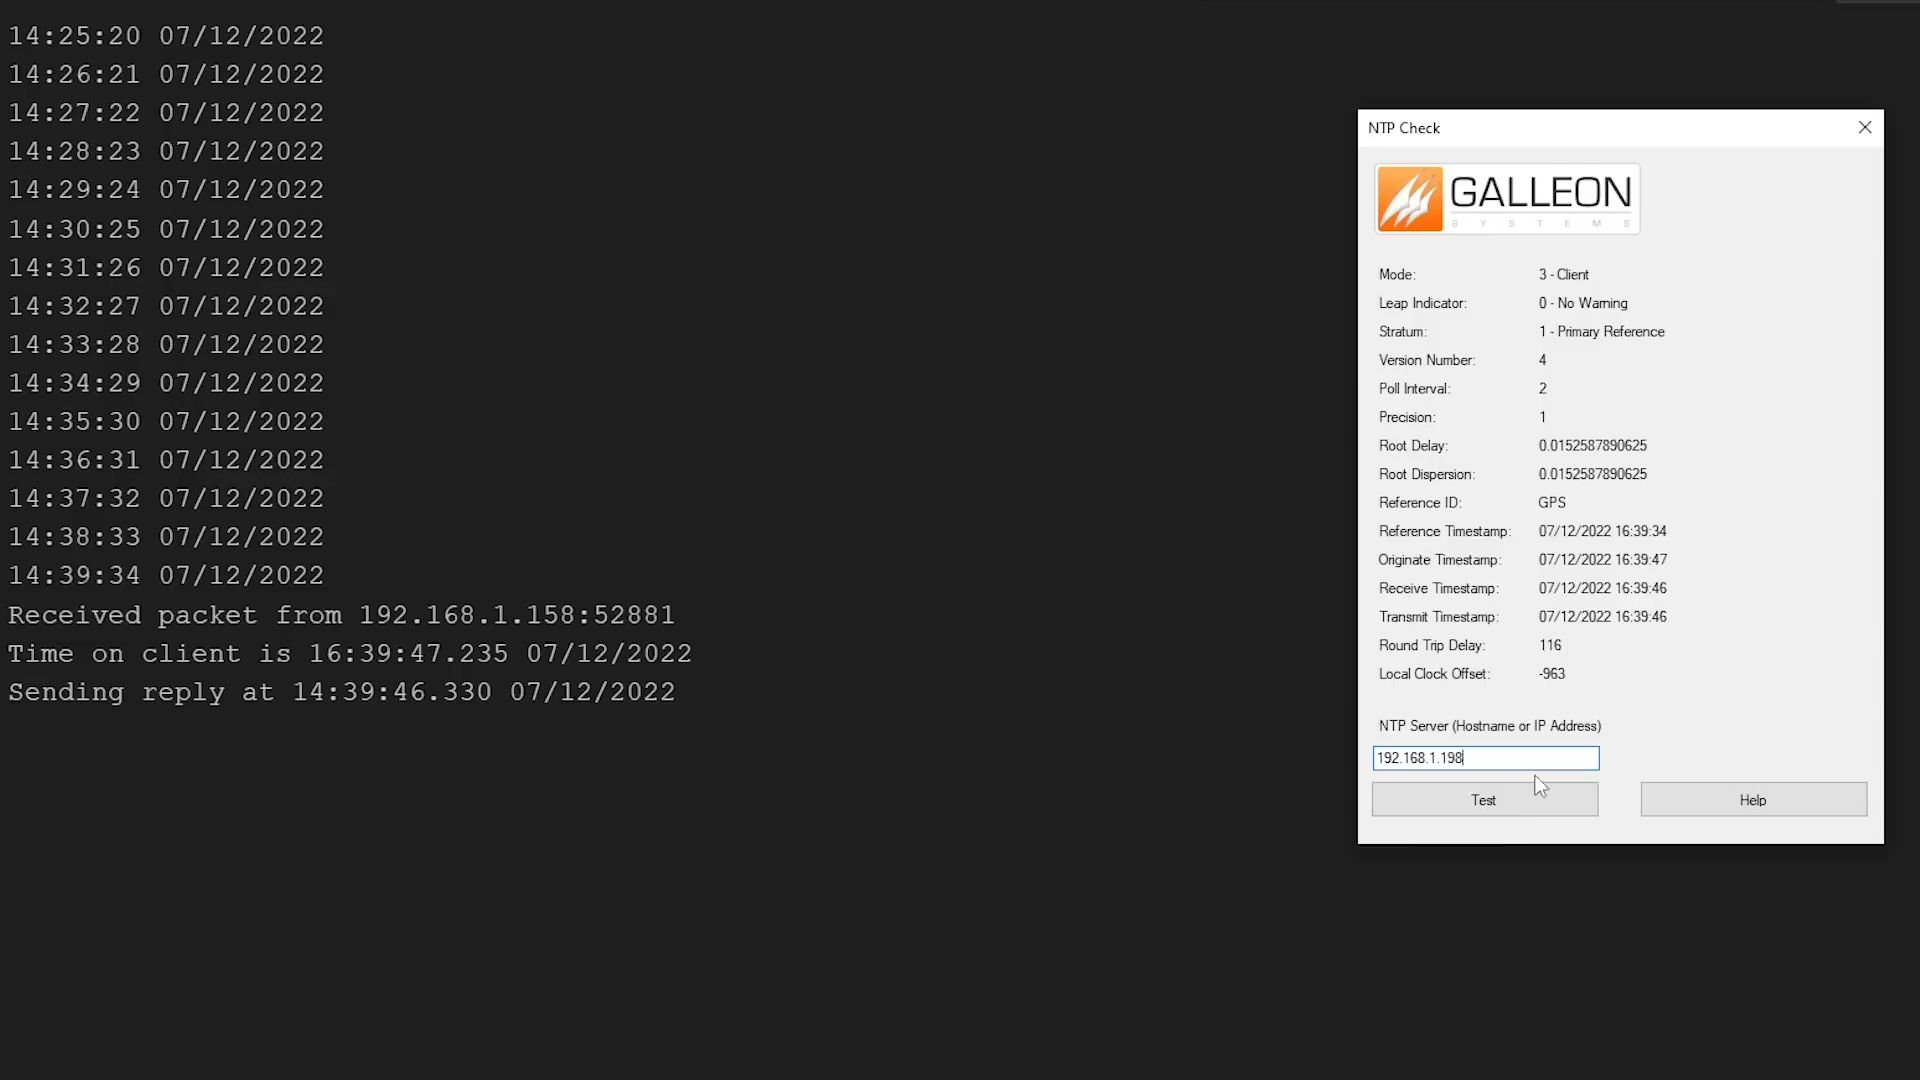 14:25:20 07/12/2022
14:26:21 07/12/2022
14:27:22 07/12/2022
14:28:23 07/12/2022
14:29:24 07/12/2022
14:30:25 07/12/2022
14:31:26 07/12/2022
14:32:27 07/12/2022
14:33:28 07/12/2022
14:34:29 07/12/2022
14:35:30 07/12/2022
14:36:31 07/12/2022
14:37:32 07/12/2022
14:38:33 07/12/2022
14:39:34 07/12/2022
Received packet from 192.168.1.158:52881
Time on client is 16:39:47.235 07/12/2022
Sending reply at 14:39:46.330 07/12/2022
NTP Check
GALLEON
SYSTEMS
Mode: 3 - Client
Leap Indicator: 0 - No Warning
Stratum: 1 - Primary Reference
Version Number: 4
Poll Interval: 2
Precision: 1
Root Delay: 0.0152587890625
Root Dispersion: 0.0152587890625
Reference ID: GPS
Reference Timestamp: 07/12/2022 16:39:34
Originate Timestamp: 07/12/2022 16:39:47
Receive Timestamp: 07/12/2022 16:39:46
Transmit Timestamp: 07/12/2022 16:39:46
Round Trip Delay: 116
Local Clock Offset: -963
NTP Server (Hostname or IP Address)
192.168.1.198
Test Help